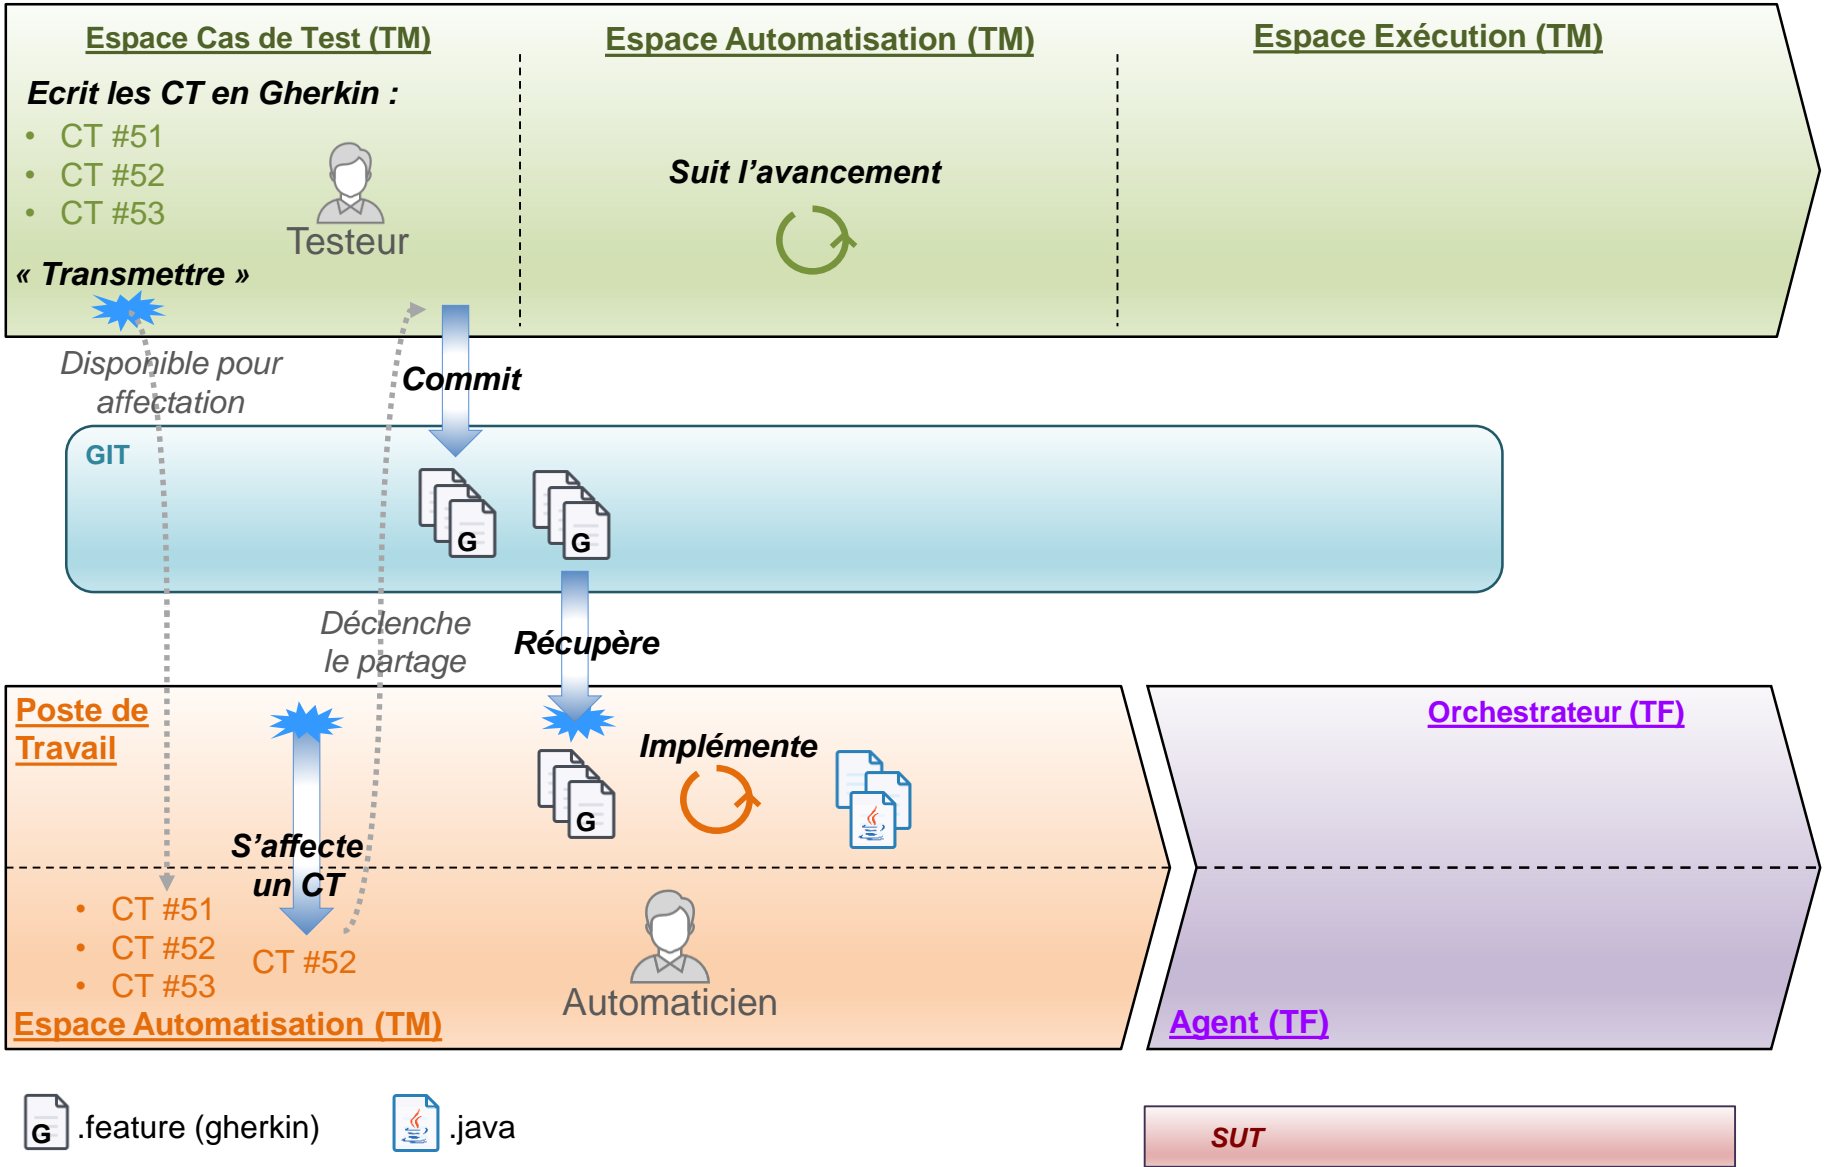 Espace Cas de Test (TM)
Espace Automatisation (TM)
Espace Exécution (TM)
Ecrit les CT en Gherkin :
• CT #51
• CT #52
• CT #53
Testeur
« Transmettre »
Suit l’avancement
Disponible pour
affectation
Commit
GIT
G
G
Déclenche
le partage
Récupère
Poste de
Travail
Implémente
G
S’affecte
un CT
• CT #51
• CT #52
• CT #53
CT #52
Automaticien
Espace Automatisation (TM)
Orchestrateur (TF)
Agent (TF)
G .feature (gherkin)
.java
SUT